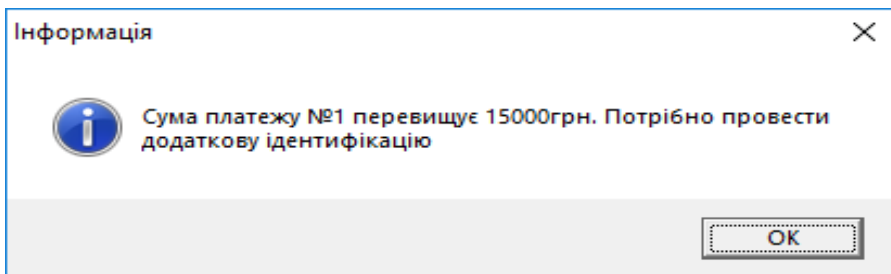 Інформація
Сума платежу №1 перевищує 15000грн. Потрібно провести
додаткову ідентифікацію
OK